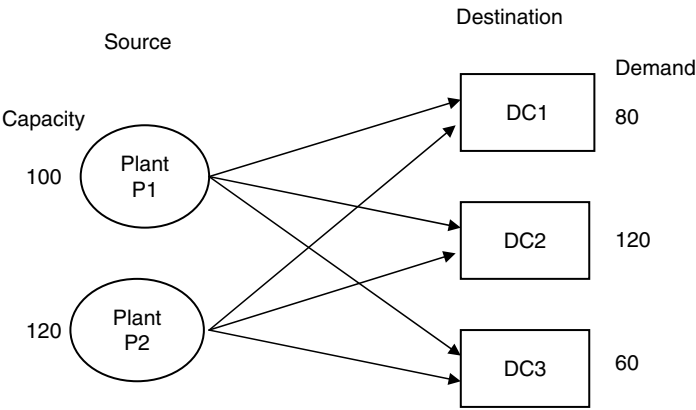 Destination
Source
Demand
Capacity
Plant
P1
100
DC1
80
DC2
120
Plant
P2
120
DC3
60